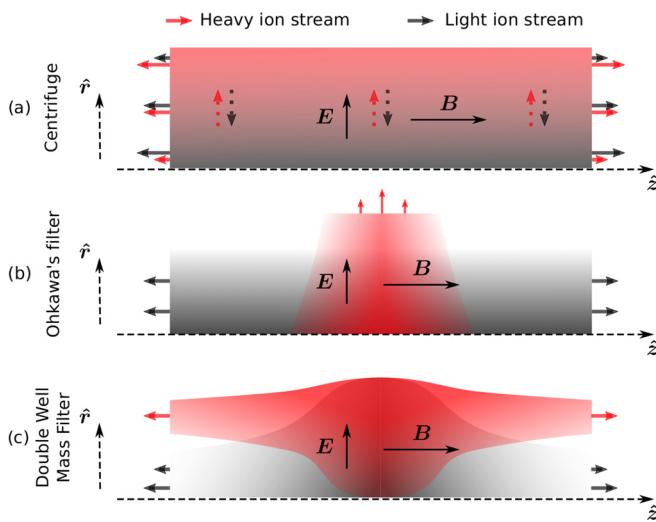 Heavy ion stream
Light ion stream
(a)
Centrifuge
r̂
E
B
ẑ
(b)
Ohkawa's filter
r̂
E
B
ẑ
(c)
Double Well
Mass Filter
r̂
E
B
ẑ